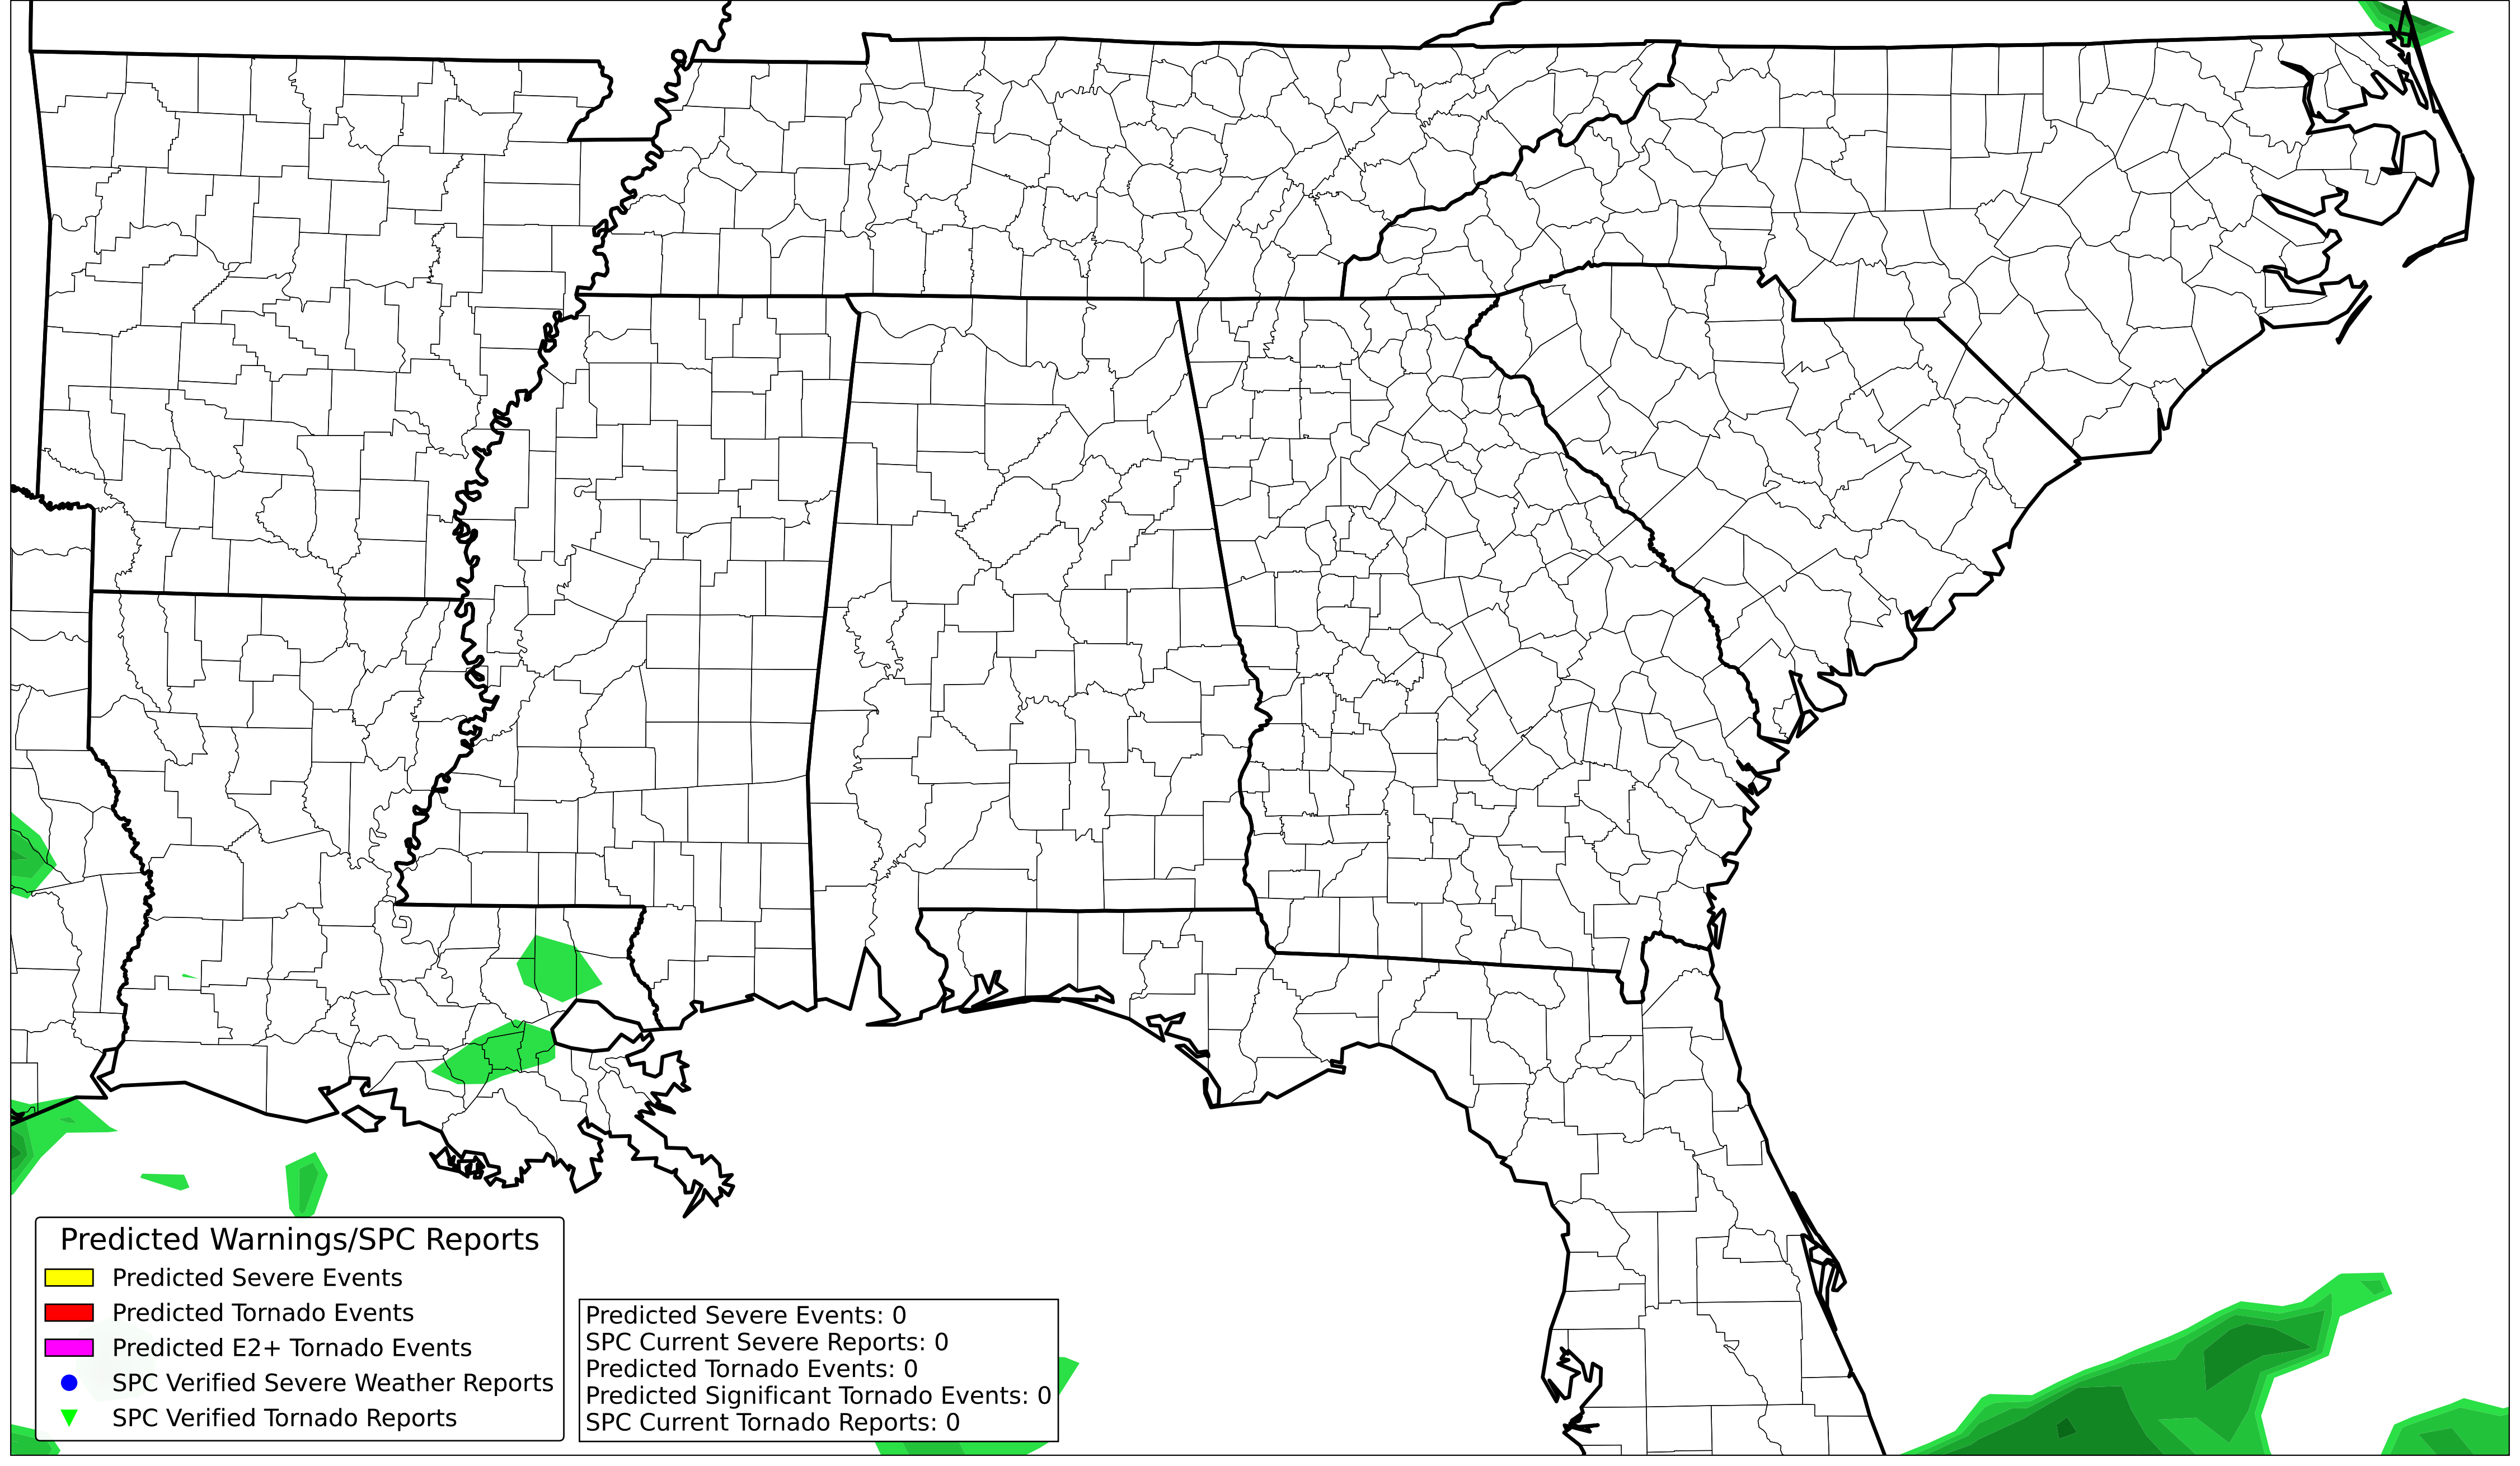 Predicted Warnings/SPC Reports
Predicted Severe Events
Predicted Tornado Events
Predicted E2+ Tornado Events
SPC Verified Severe Weather Reports
SPC Verified Tornado Reports
Predicted Severe Events: 0
SPC Current Severe Reports: 0
Predicted Tornado Events: 0
Predicted Significant Tornado Events: 0
SPC Current Tornado Reports: 0